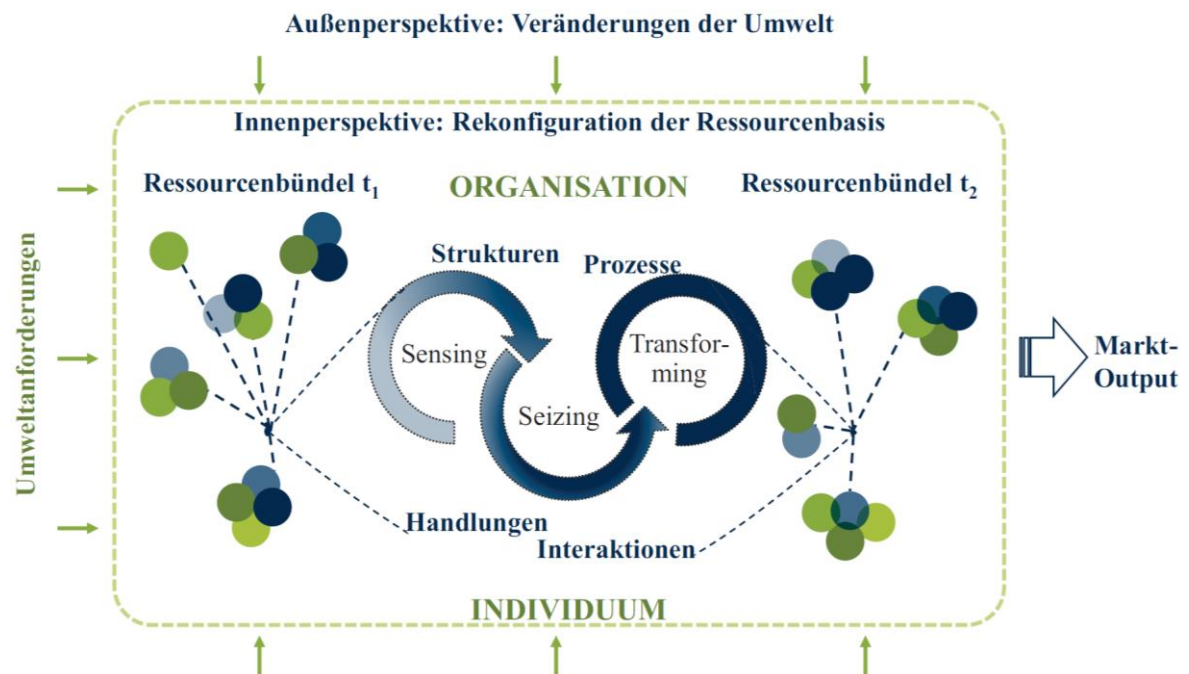 Außenperspektive: Veränderungen der Umwelt
Innenperspektive: Rekonfiguration der Ressourcenbasis
Ressourcenbündel t₁
ORGANISATION
Ressourcenbündel t₂
Umweltanforderungen
Strukturen
Prozesse
Sensing
Seizing
Transfor-
ming
Markt-
Output
Handlungen
Interaktionen
INDIVIDUUM